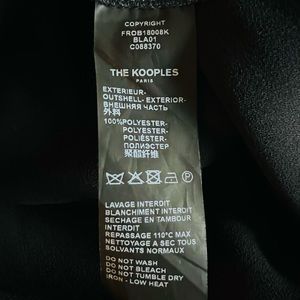 COPYRIGHT
FROB18008K
BLA01
C088370
THE KOOPLES
PARIS
EXTERIEUR-
OUTSHELL-EXTERIOR-
ВНЕШНЯЯ ЧАСТЬ
外料
100%POLYESTER-
POLYESTER-
POLIÉSTER-
ПОЛИЭСТЕР
聚酯纤维
P
LAVAGE INTERDIT
BLANCHIMENT INTERDIT
SECHAGE EN TAMBOUR
INTERDIT
REPASSAGE 110°C MAX
NETTOYAGE A SEC TOUS
SOLVANTS NORMAUX
DO NOT WASH
DO NOT BLEACH
DO NOT TUMBLE DRY
IRON - LOW HEAT